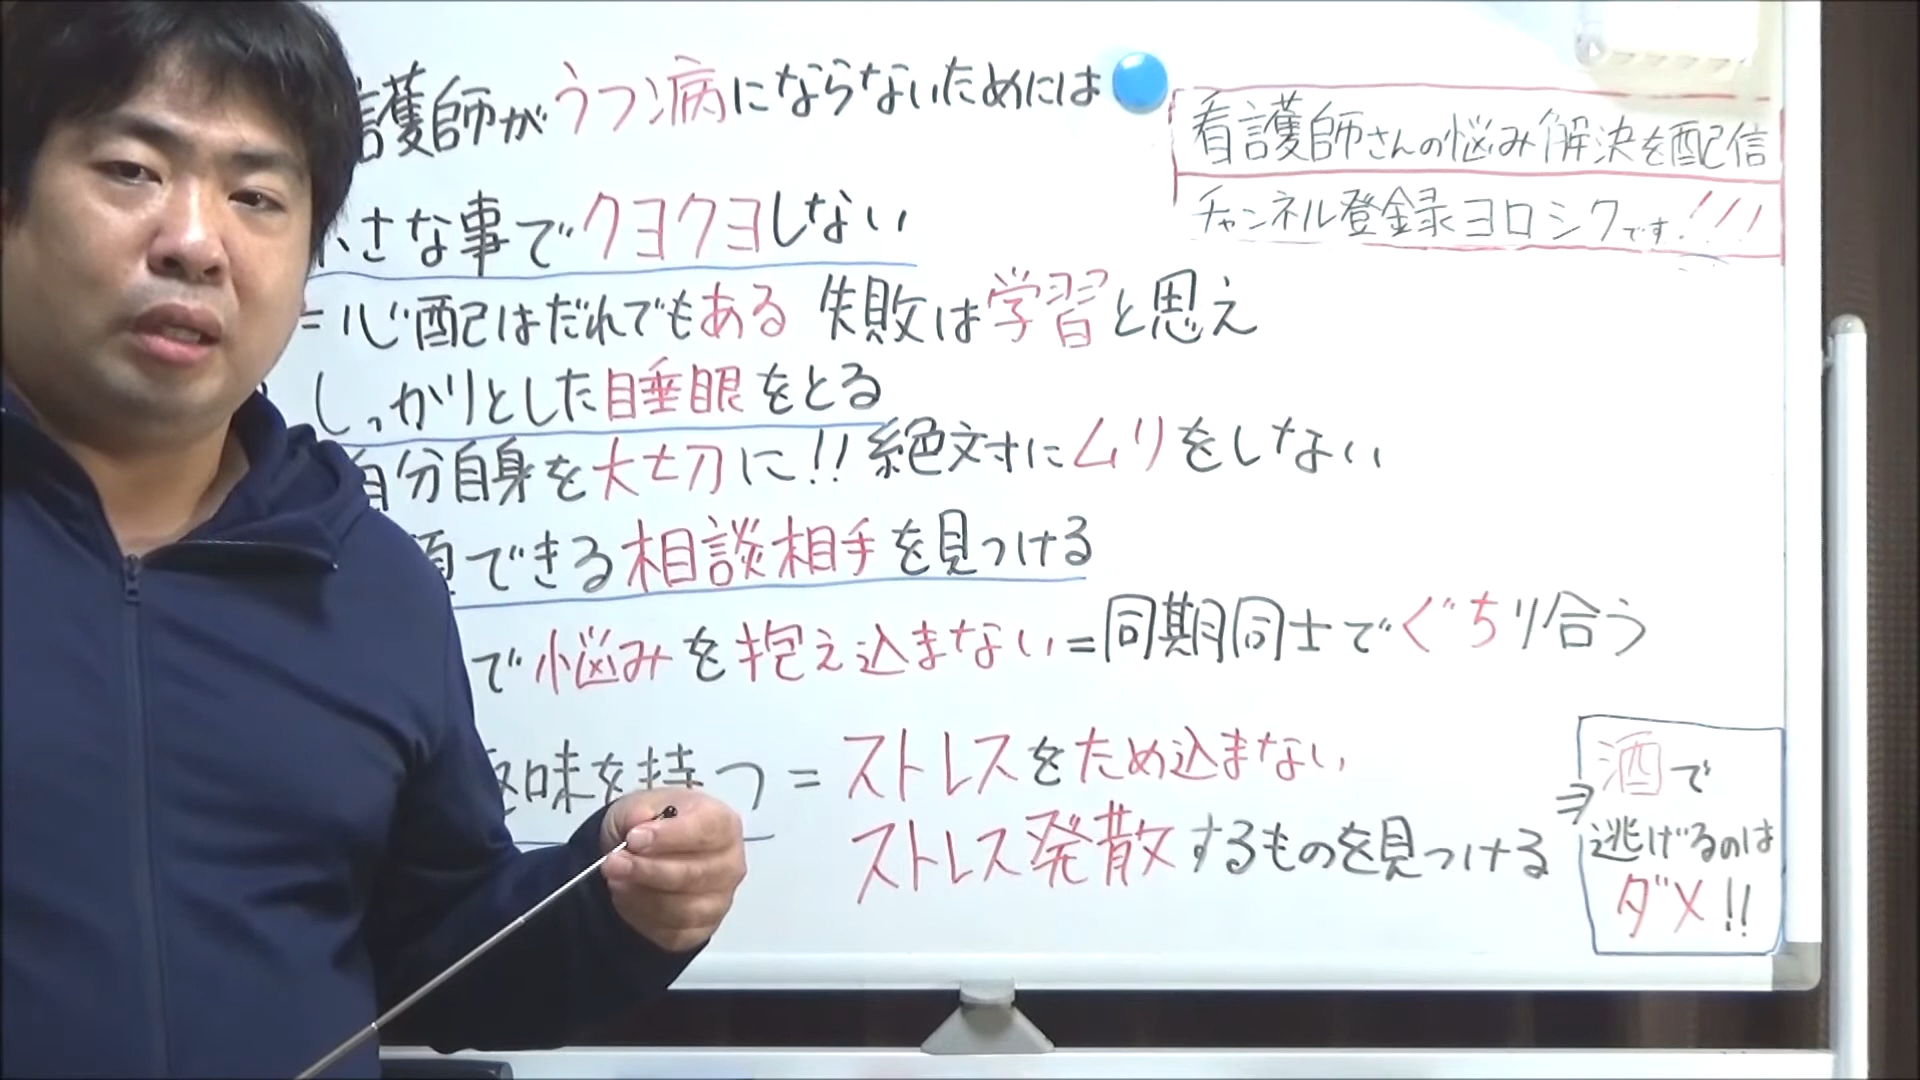 護師がうつ病にならないためには
看護師さんの悩み解決を配信
チャンネル登録ヨロシクです!!!
さな事でクヨクヨしない
=心配はだれでもある 失敗は学習と思え
しっかりとした睡眠をとる
自分自身を大切に!! 絶対にムリをしない
できる相談相手を見つける
で悩みを抱え込まない=同期同士でぐちり合う
味を持つ=ストレスをため込まない
ストレス発散するものを見つける
⇒酒で
逃げるのは
ダメ!!